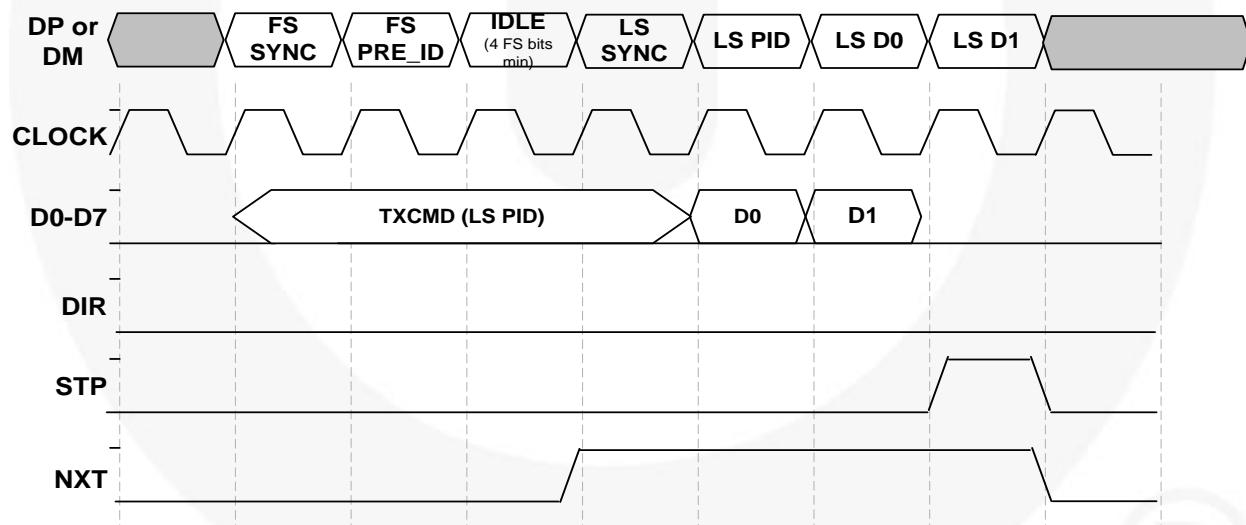 DP or
DM
FS
SYNC
FS
PRE_ID
IDLE
(4 FS bits
min)
LS
SYNC
LS PID
LS D0
LS D1
CLOCK
D0-D7
TXCMD (LS PID)
D0
D1
DIR
STP
NXT